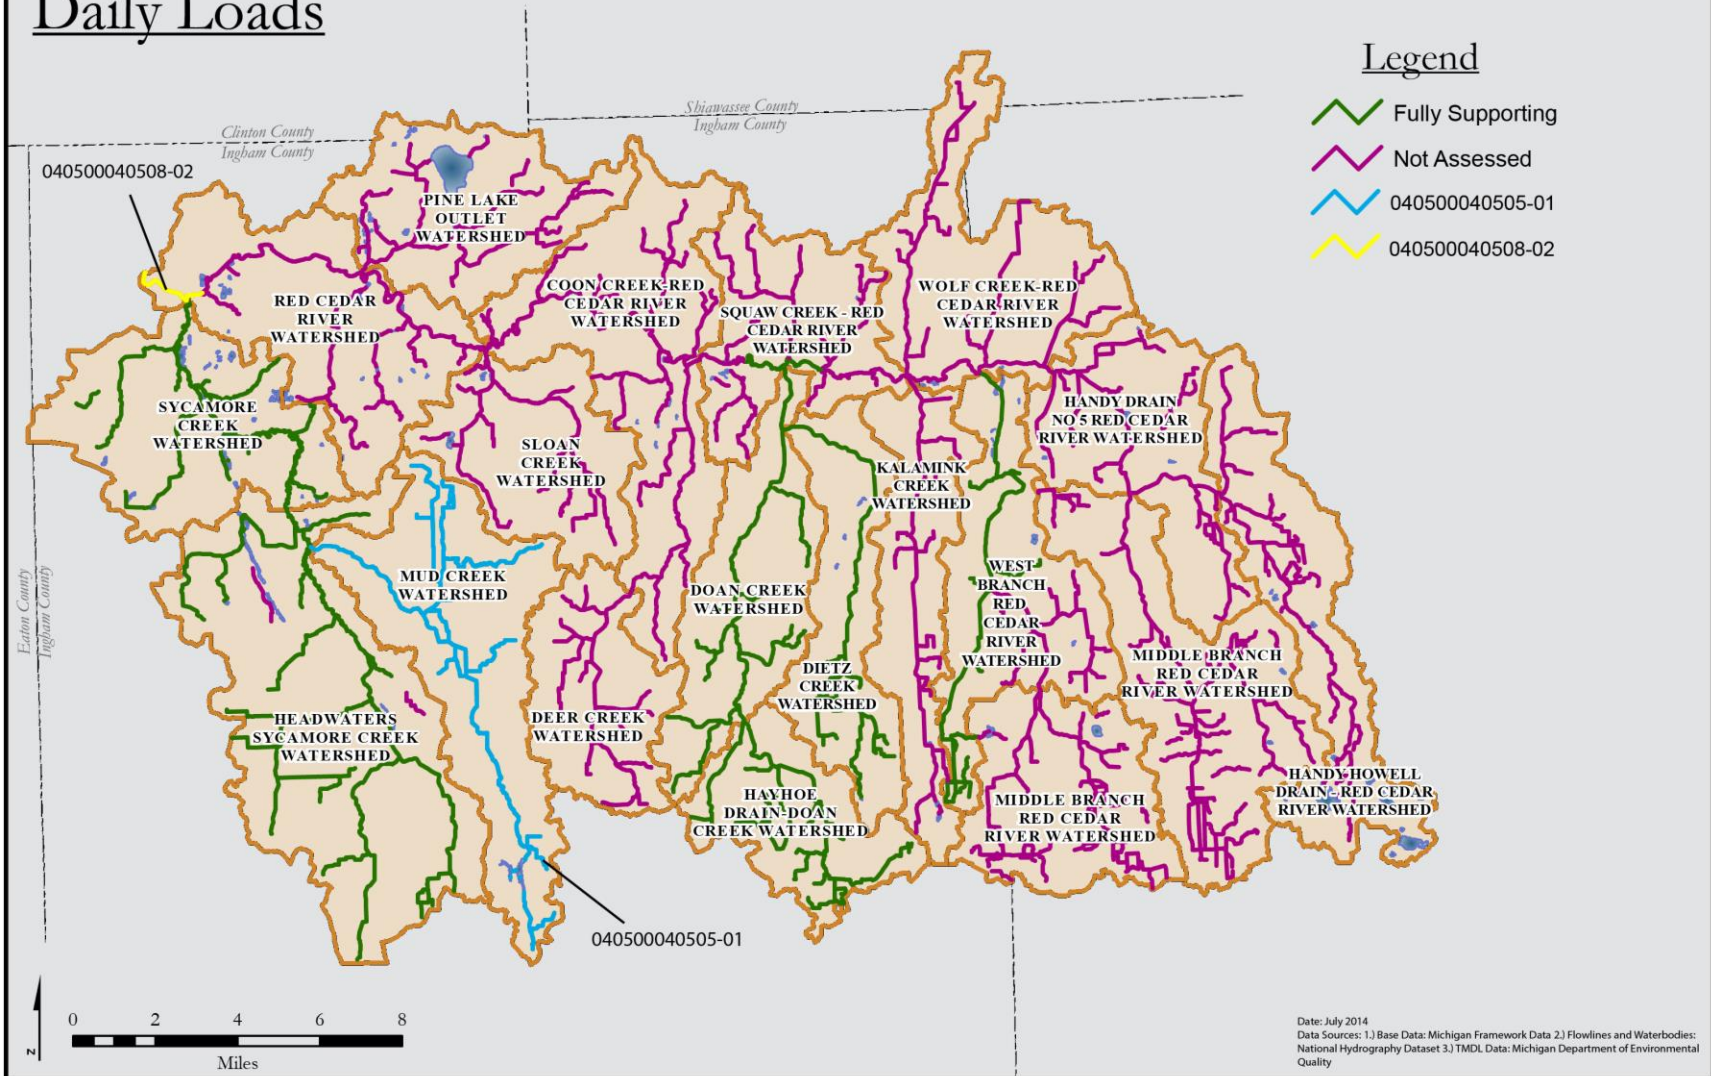 Daily Loads
Legend
Fully Supporting
Not Assessed
040500040505-01
040500040508-02
Shiawassee County
Ingham County
Clinton County
Ingham County
040500040508-02
PINE LAKE
OUTLET
WATERSHED
RED CEDAR
RIVER
WATERSHED
COON CREEK-RED
CEDAR RIVER
WATERSHED
SQUAW CREEK - RED
CEDAR RIVER
WATERSHED
WOLF CREEK-RED
CEDAR RIVER
WATERSHED
SYCAMORE
CREEK
WATERSHED
SLOAN
CREEK
WATERSHED
KALAMINK
CREEK
WATERSHED
HANDY DRAIN
NO 5 RED CEDAR
RIVER WATERSHED
Eaton County
Ingham County
MUD CREEK
WATERSHED
DOAN CREEK
WATERSHED
WEST
BRANCH
RED
CEDAR
RIVER
WATERSHED
DIETZ
CREEK
WATERSHED
MIDDLE BRANCH
RED CEDAR
RIVER WATERSHED
HEADWATERS
SYCAMORE CREEK
WATERSHED
DEER CREEK
WATERSHED
HAYHOE
DRAIN-DOAN
CREEK WATERSHED
MIDDLE BRANCH
RED CEDAR
RIVER WATERSHED
HANDY HOWELL
DRAIN - RED CEDAR
RIVER WATERSHED
040500040505-01
N
0 2 4 6 8
Miles
Date: July 2014
Data Sources: 1.) Base Data: Michigan Framework Data 2.) Flowlines and Waterbodies:
National Hydrography Dataset 3.) TMDL Data: Michigan Department of Environmental
Quality